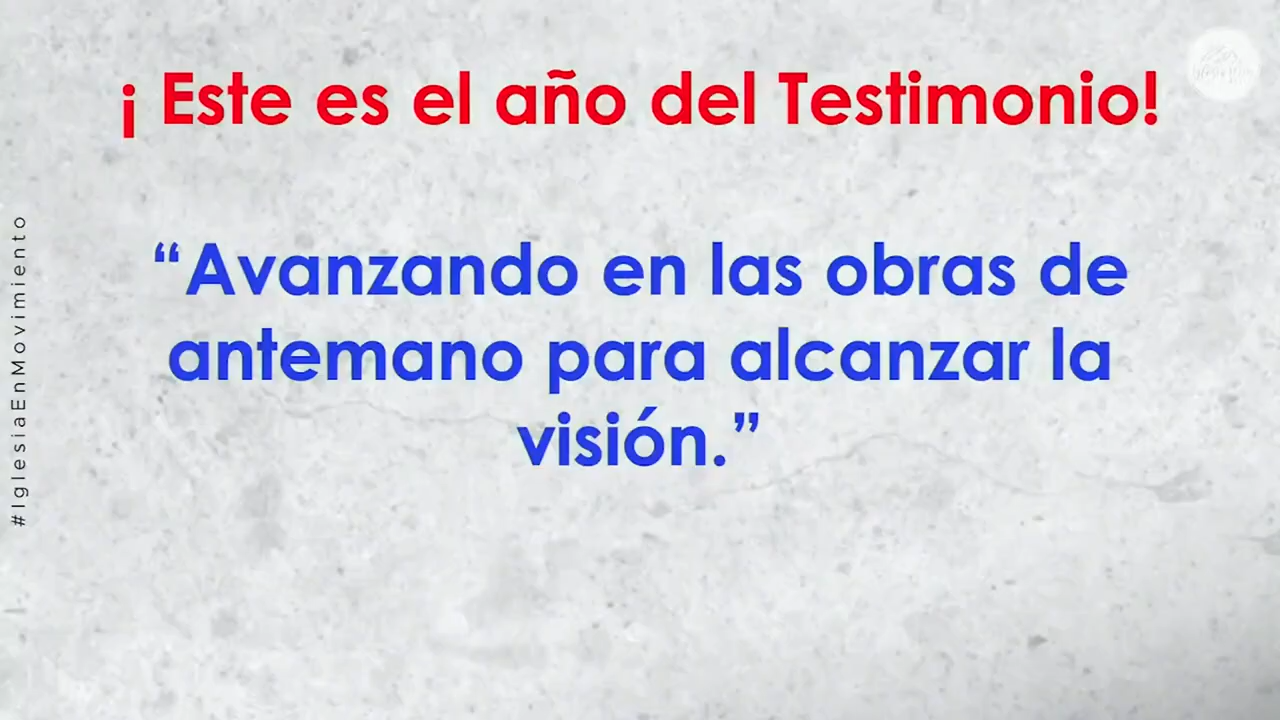 ¡ Este es el año del Testimonio!
“Avanzando en las obras de
antemano para alcanzar la
visión.”
#IglesiaEnMovimiento